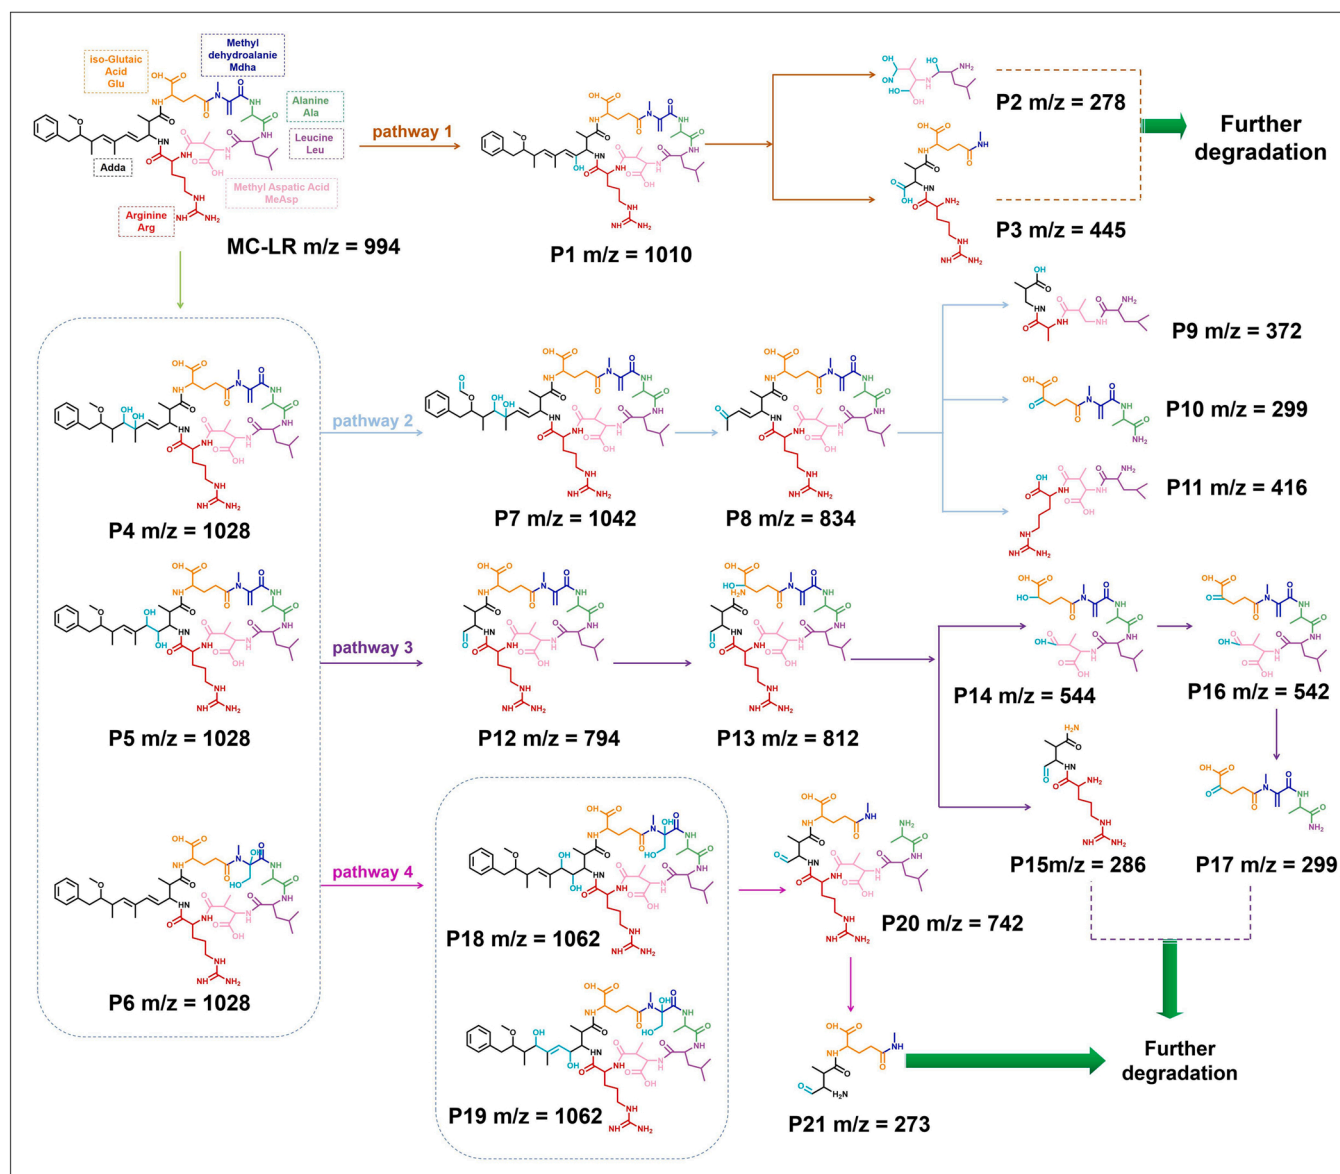 iso-Glutaic
Acid
Glu
Methyl
dehydroalanie
Mdha
Alanine
Ala
Leucine
Leu
Adda
Methyl Aspatic Acid
MeAsp
Arginine
Arg
MC-LR m/z = 994
pathway 1
P1 m/z = 1010
P2 m/z = 278
P3 m/z = 445
Further
degradation
P4 m/z = 1028
pathway 2
P7 m/z = 1042
P8 m/z = 834
P9 m/z = 372
P10 m/z = 299
P11 m/z = 416
P5 m/z = 1028
pathway 3
P12 m/z = 794
P13 m/z = 812
P14 m/z = 544
P16 m/z = 542
P15m/z = 286
P17 m/z = 299
P6 m/z = 1028
pathway 4
P18 m/z = 1062
P19 m/z = 1062
P20 m/z = 742
P21 m/z = 273
Further
degradation